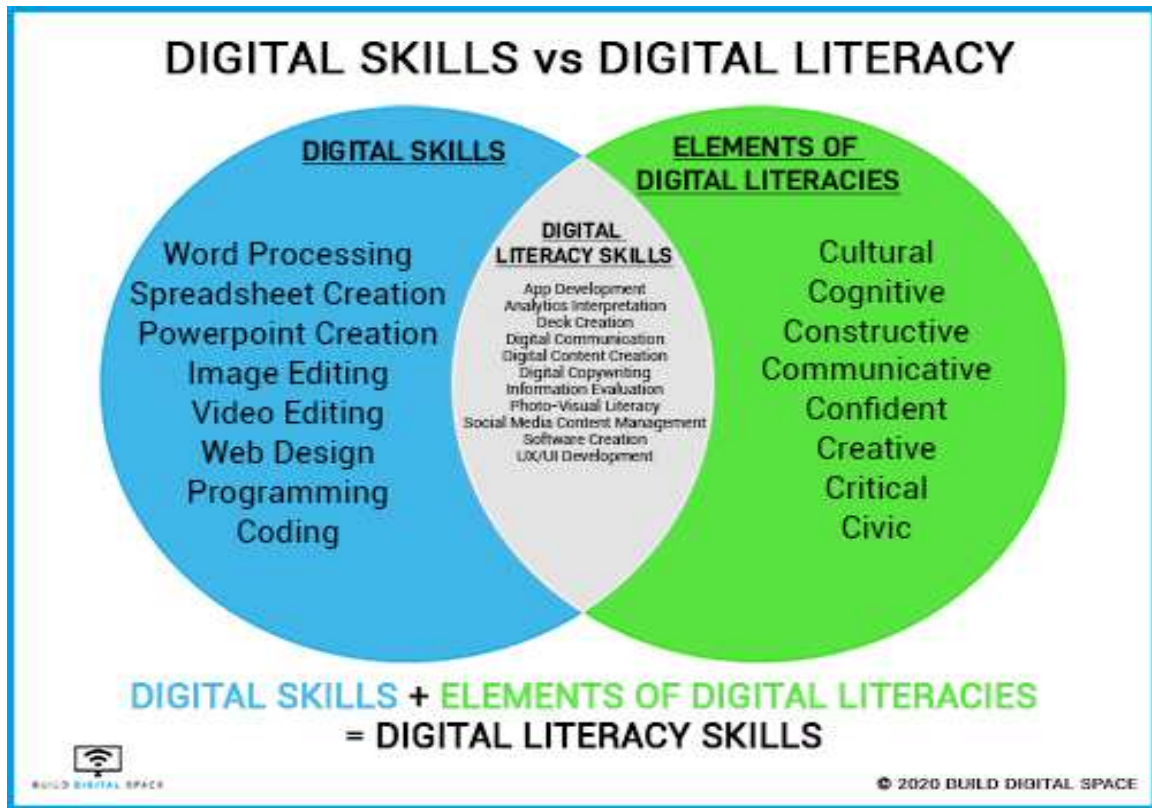 DIGITAL SKILLS vs DIGITAL LITERACY
DIGITAL SKILLS
Word Processing
Spreadsheet Creation
Powerpoint Creation
Image Editing
Video Editing
Web Design
Programming
Coding
DIGITAL
LITERACY SKILLS
App Development
Analytics Interpretation
Deck Creation
Digital Communication
Digital Content Creation
Digital Copywriting
Information Evaluation
Photo-Visual Literacy
Social Media Content Management
Software Creation
UX/UI Development
ELEMENTS OF
DIGITAL LITERACIES
Cultural
Cognitive
Constructive
Communicative
Confident
Creative
Critical
Civic
DIGITAL SKILLS + ELEMENTS OF DIGITAL LITERACIES
= DIGITAL LITERACY SKILLS
BUILD DIGITAL SPACE
© 2020 BUILD DIGITAL SPACE